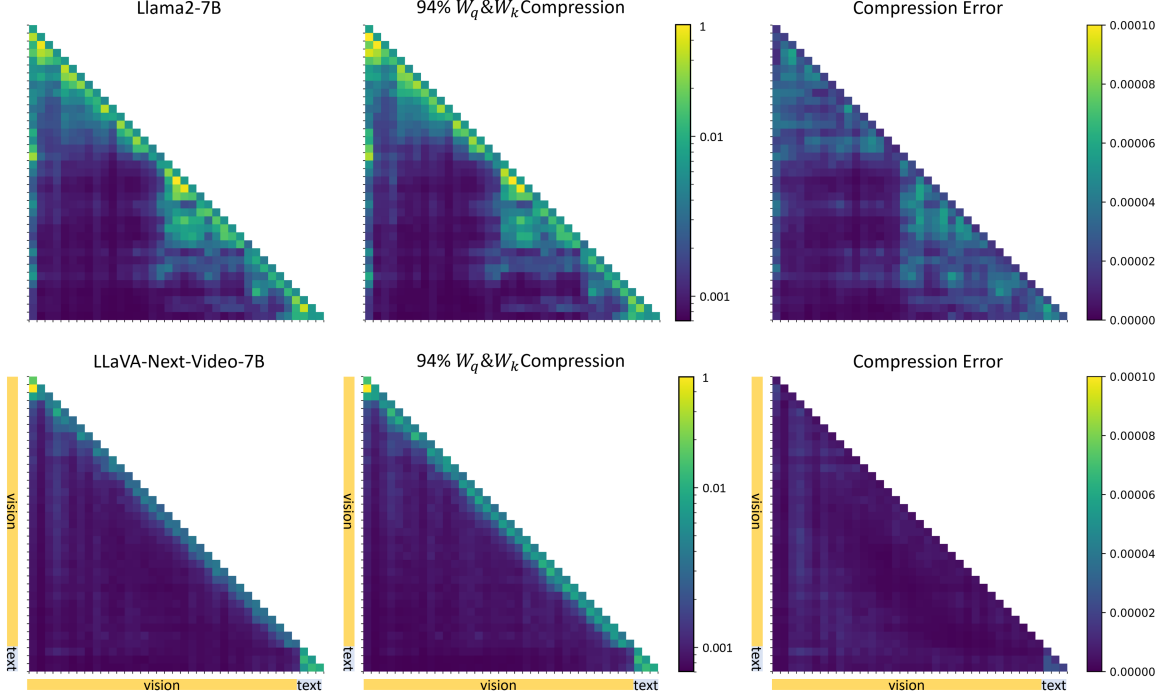 Llama2-7B
94% W_q&W_k Compression
Compression Error
1
0.01
0.001
0.00010
0.00008
0.00006
0.00004
0.00002
0.00000
LLaVA-Next-Video-7B
94% W_q&W_k Compression
Compression Error
vision
text
vision
text
1
0.01
0.001
vision
text
vision
text
0.00010
0.00008
0.00006
0.00004
0.00002
0.00000
vision
text
vision
text